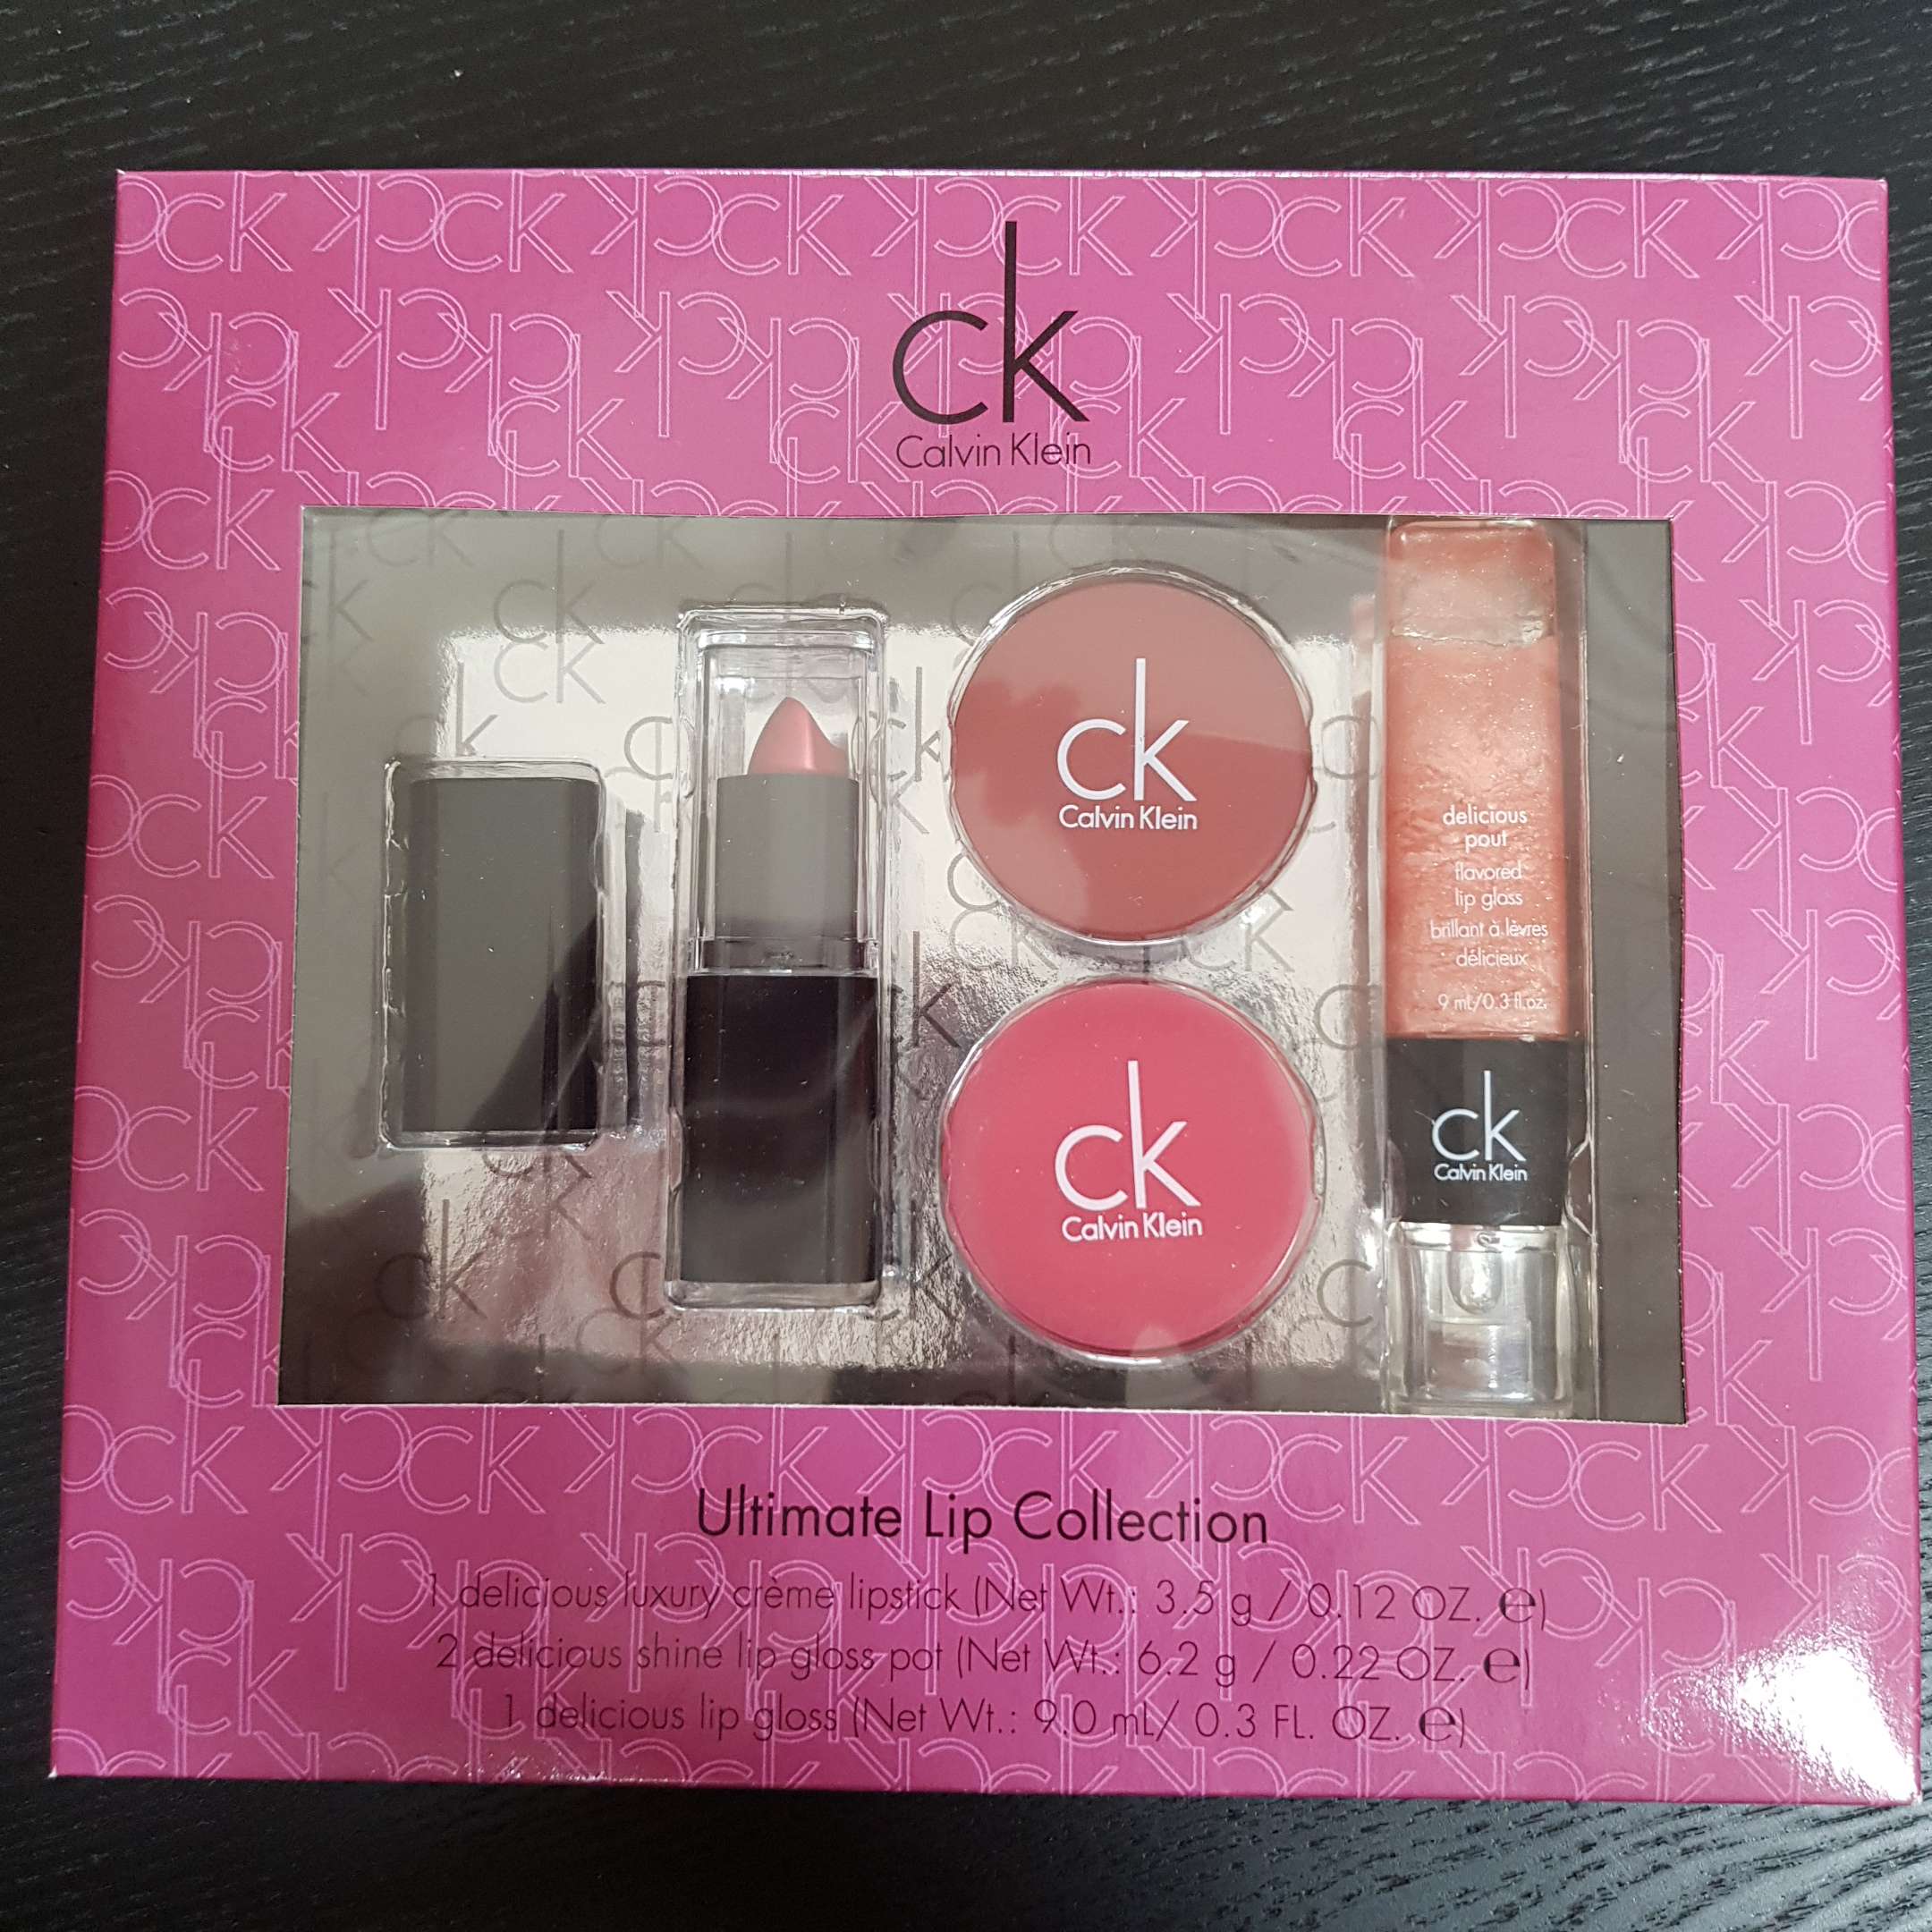 ck
Calvin Klein
ck
Calvin Klein
delicious
pout
flavored
lip gloss
brillant à lèvres
délicieux
9 mL/0.3 fl.oz.
ck
Calvin Klein
ck
Calvin Klein
Ultimate Lip Collection
1 delicious luxury crème lipstick (Net Wt.: 3.5 g / 0.12 OZ. ℮)
2 delicious shine lip gloss pot (Net Wt.: 6.2 g / 0.22 OZ. ℮)
1 delicious lip gloss (Net Wt.: 9.0 mL/ 0.3 FL. OZ. ℮)